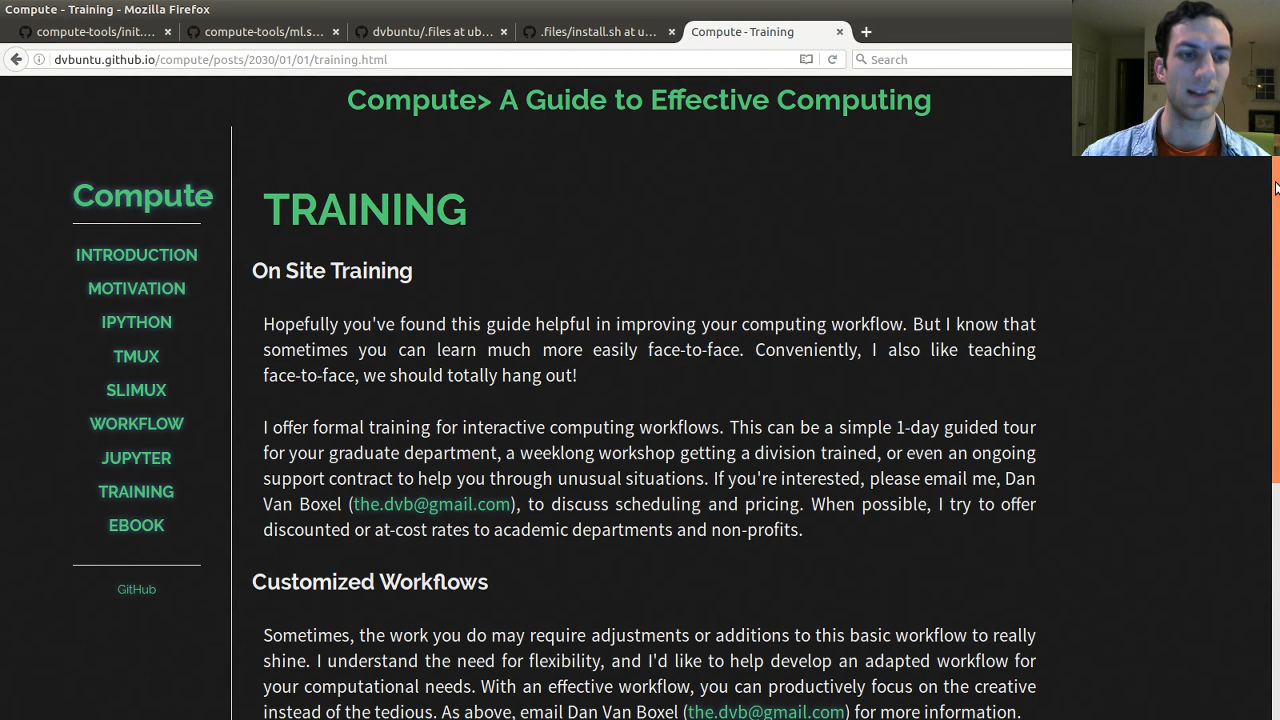 Compute - Training - Mozilla Firefox
compute-tools/init....
compute-tools/ml.s...
dvbuntu/.files at ub...
.files/install.sh at u...
Compute - Training
dvbuntu.github.io/compute/posts/2030/01/01/training.html
Search
Compute> A Guide to Effective Computing
Compute
INTRODUCTION
MOTIVATION
IPYTHON
TMUX
SLIMUX
WORKFLOW
JUPYTER
TRAINING
EBOOK
GitHub
TRAINING
On Site Training
Hopefully you've found this guide helpful in improving your computing workflow. But I know that
sometimes you can learn much more easily face-to-face. Conveniently, I also like teaching
face-to-face, we should totally hang out!
I offer formal training for interactive computing workflows. This can be a simple 1-day guided tour
for your graduate department, a weeklong workshop getting a division trained, or even an ongoing
support contract to help you through unusual situations. If you're interested, please email me, Dan
Van Boxel (the.dvb@gmail.com), to discuss scheduling and pricing. When possible, I try to offer
discounted or at-cost rates to academic departments and non-profits.
Customized Workflows
Sometimes, the work you do may require adjustments or additions to this basic workflow to really
shine. I understand the need for flexibility, and I'd like to help develop an adapted workflow for
your computational needs. With an effective workflow, you can productively focus on the creative
instead of the tedious. As above, email Dan Van Boxel (the.dvb@gmail.com) for more information.